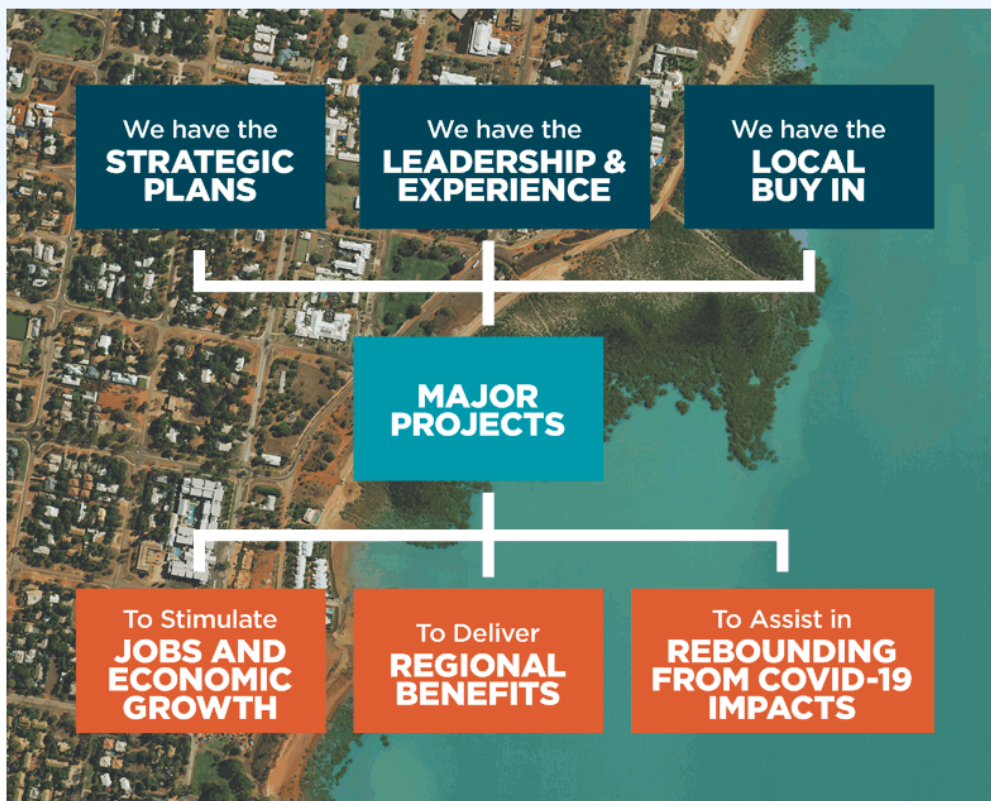 We have the
STRATEGIC
PLANS
We have the
LEADERSHIP &
EXPERIENCE
We have the
LOCAL
BUY IN
MAJOR
PROJECTS
To Stimulate
JOBS AND
ECONOMIC
GROWTH
To Deliver
REGIONAL
BENEFITS
To Assist in
REBOUNDING
FROM COVID-19
IMPACTS